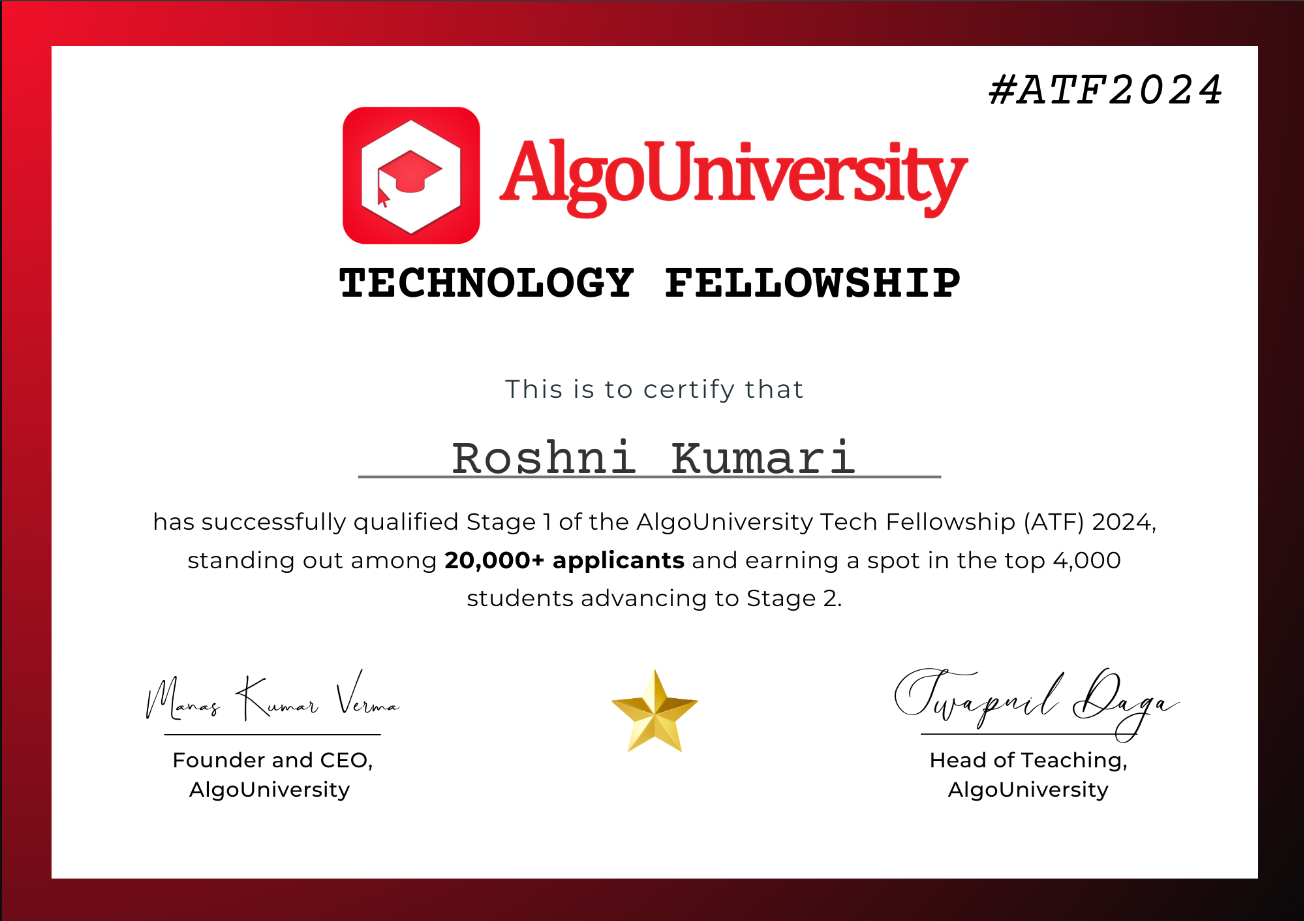 #ATF2024
AlgoUniversity
TECHNOLOGY FELLOWSHIP
This is to certify that
Roshni Kumari
has successfully qualified Stage 1 of the AlgoUniversity Tech Fellowship (ATF) 2024,
standing out among 20,000+ applicants and earning a spot in the top 4,000
students advancing to Stage 2.
Manas Kumar Verma
Founder and CEO,
AlgoUniversity
Swapnil Daga
Head of Teaching,
AlgoUniversity